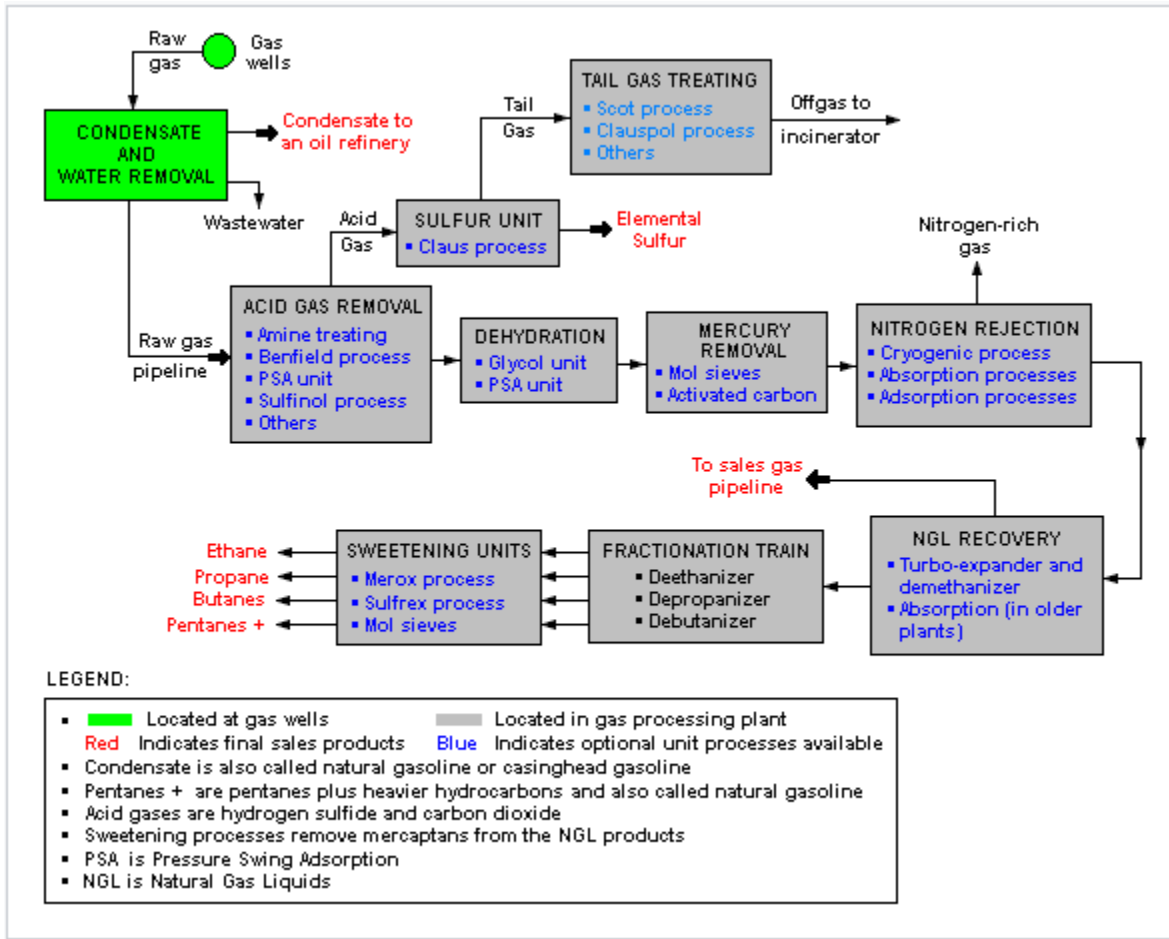 Raw
gas
Gas
wells
CONDENSATE
AND
WATER REMOVAL
Condensate to
an oil refinery
Wastewater
Tail
Gas
TAIL GAS TREATING
▪ Scot process
▪ Clauspol process
▪ Others
Offgas to
incinerator
Acid
Gas
SULFUR UNIT
▪ Claus process
Elemental
Sulfur
Nitrogen-rich
gas
Raw gas
pipeline
ACID GAS REMOVAL
▪ Amine treating
▪ Benfield process
▪ PSA unit
▪ Sulfinol process
▪ Others
DEHYDRATION
▪ Glycol unit
▪ PSA unit
MERCURY
REMOVAL
▪ Mol sieves
▪ Activated carbon
NITROGEN REJECTION
▪ Cryogenic process
▪ Absorption processes
▪ Adsorption processes
To sales gas
pipeline
NGL RECOVERY
▪ Turbo-expander and
demethanizer
▪ Absorption (in older
plants)
FRACTIONATION TRAIN
▪ Deethanizer
▪ Depropanizer
▪ Debutanizer
SWEETENING UNITS
▪ Merox process
▪ Sulfrex process
▪ Mol sieves
Ethane
Propane
Butanes
Pentanes +
LEGEND:
▪ Located at gas wells Located in gas processing plant
Red Indicates final sales products Blue Indicates optional unit processes available
▪ Condensate is also called natural gasoline or casinghead gasoline
▪ Pentanes + are pentanes plus heavier hydrocarbons and also called natural gasoline
▪ Acid gases are hydrogen sulfide and carbon dioxide
▪ Sweetening processes remove mercaptans from the NGL products
▪ PSA is Pressure Swing Adsorption
▪ NGL is Natural Gas Liquids